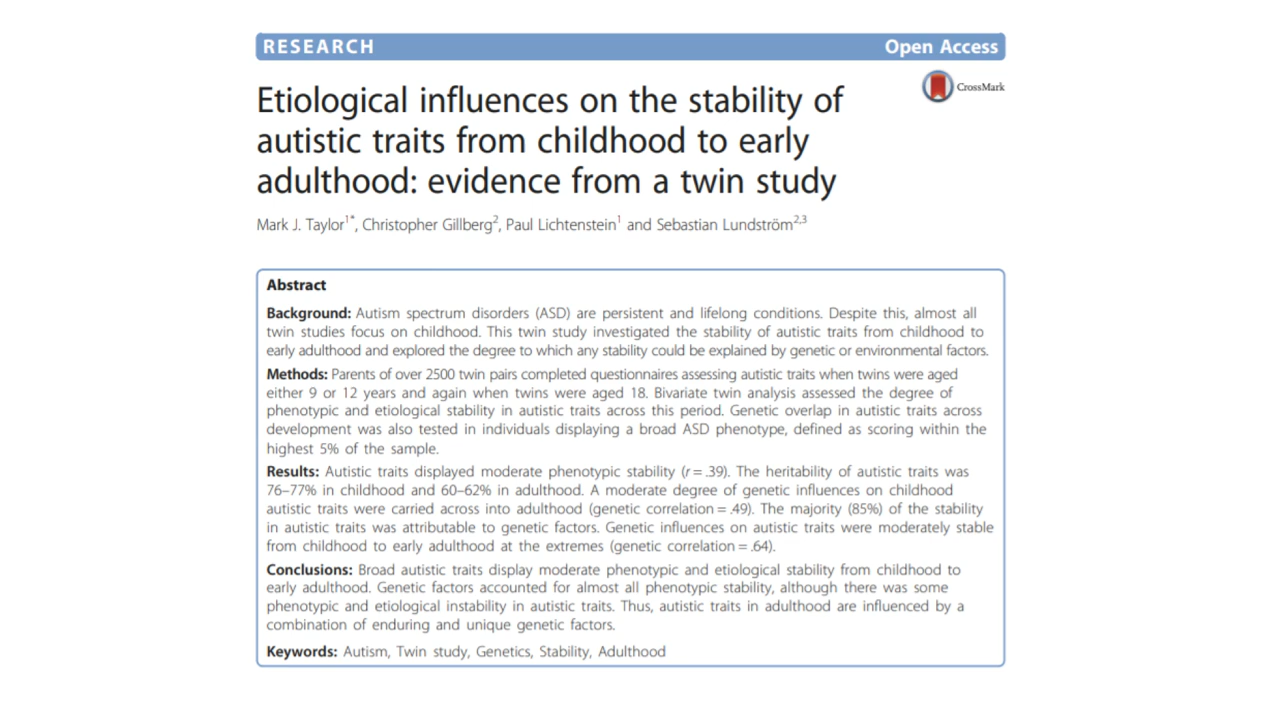 RESEARCH
Open Access
CrossMark
Etiological influences on the stability of
autistic traits from childhood to early
adulthood: evidence from a twin study
Mark J. Taylor1*, Christopher Gillberg2, Paul Lichtenstein1 and Sebastian Lundström2,3
Abstract
Background: Autism spectrum disorders (ASD) are persistent and lifelong conditions. Despite this, almost all
twin studies focus on childhood. This twin study investigated the stability of autistic traits from childhood to
early adulthood and explored the degree to which any stability could be explained by genetic or environmental factors.
Methods: Parents of over 2500 twin pairs completed questionnaires assessing autistic traits when twins were aged
either 9 or 12 years and again when twins were aged 18. Bivariate twin analysis assessed the degree of
phenotypic and etiological stability in autistic traits across this period. Genetic overlap in autistic traits across
development was also tested in individuals displaying a broad ASD phenotype, defined as scoring within the
highest 5% of the sample.
Results: Autistic traits displayed moderate phenotypic stability (r = .39). The heritability of autistic traits was
76–77% in childhood and 60–62% in adulthood. A moderate degree of genetic influences on childhood
autistic traits were carried across into adulthood (genetic correlation = .49). The majority (85%) of the stability
in autistic traits was attributable to genetic factors. Genetic influences on autistic traits were moderately stable
from childhood to early adulthood at the extremes (genetic correlation = .64).
Conclusions: Broad autistic traits display moderate phenotypic and etiological stability from childhood to
early adulthood. Genetic factors accounted for almost all phenotypic stability, although there was some
phenotypic and etiological instability in autistic traits. Thus, autistic traits in adulthood are influenced by a
combination of enduring and unique genetic factors.
Keywords: Autism, Twin study, Genetics, Stability, Adulthood